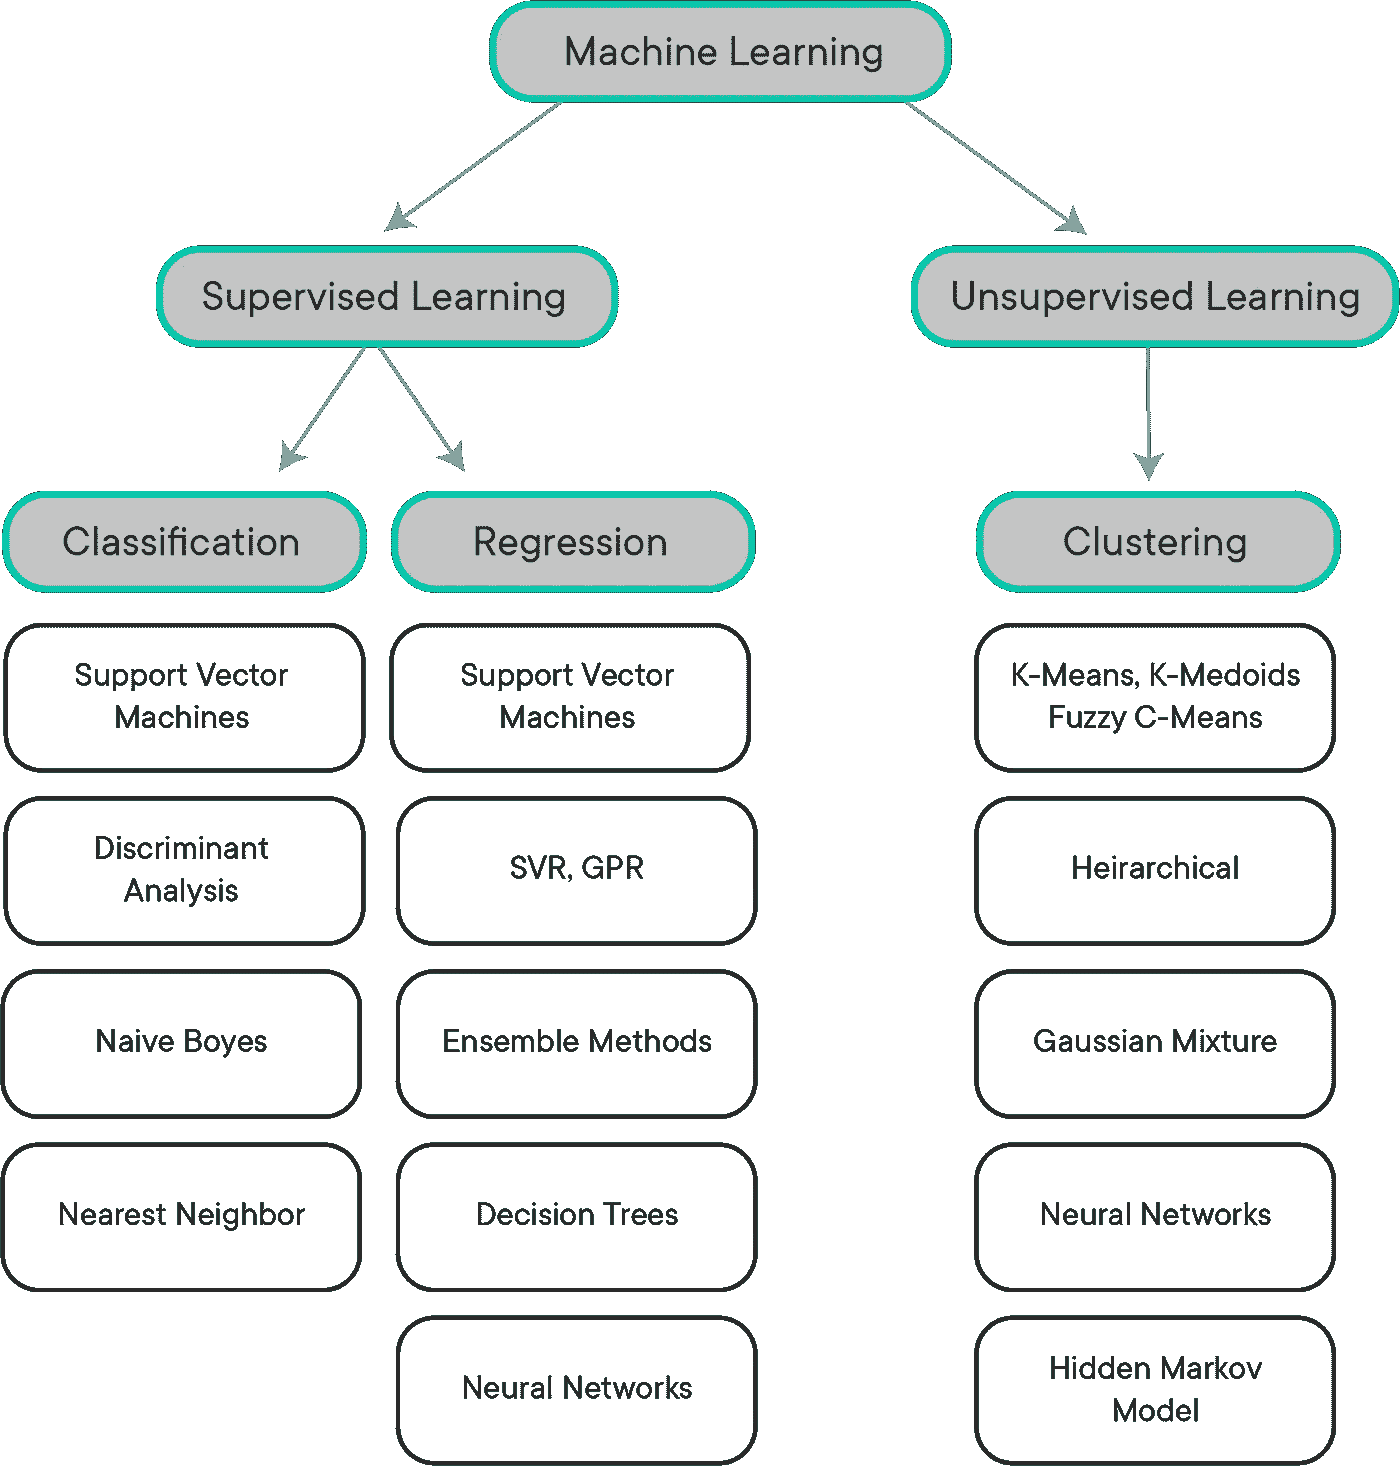 Machine Learning
Supervised Learning
Unsupervised Learning
Classification
Regression
Clustering
Support Vector
Machines
Support Vector
Machines
K-Means, K-Medoids
Fuzzy C-Means
Discriminant
Analysis
SVR, GPR
Heirarchical
Naive Boyes
Ensemble Methods
Gaussian Mixture
Nearest Neighbor
Decision Trees
Neural Networks
Neural Networks
Hidden Markov
Model